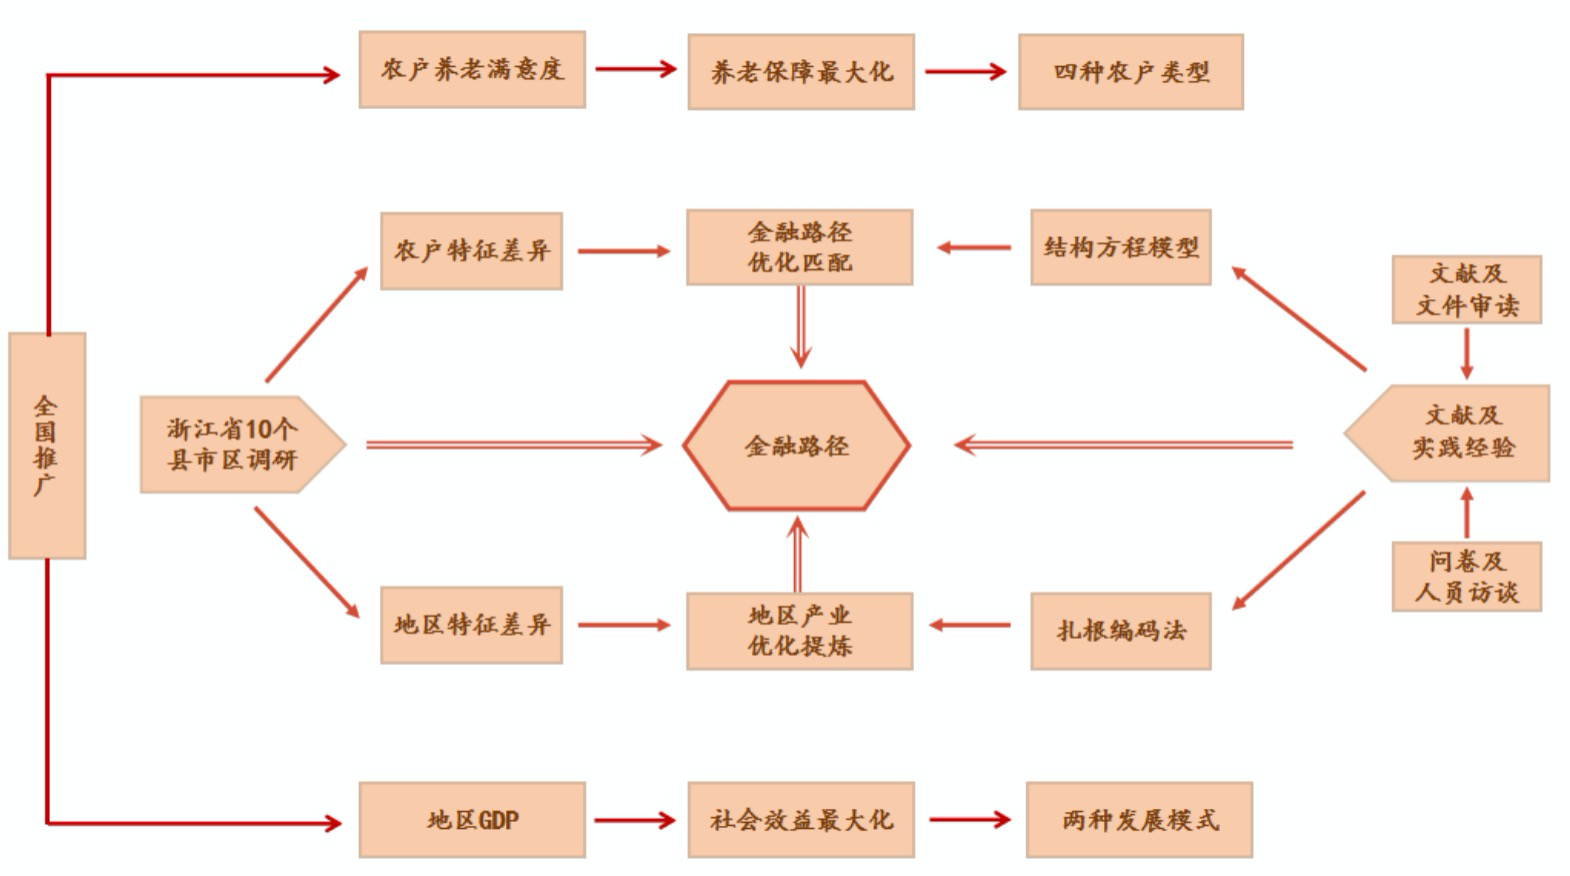 农户养老满意度
养老保障最大化
四种农户类型
农户特征差异
金融路径
优化匹配
结构方程模型
文献及
文件审读
全国推广
浙江省10个
县市区调研
金融路径
文献及
实践经验
问卷及
人员访谈
地区特征差异
地区产业
优化提炼
扎根编码法
地区GDP
社会效益最大化
两种发展模式